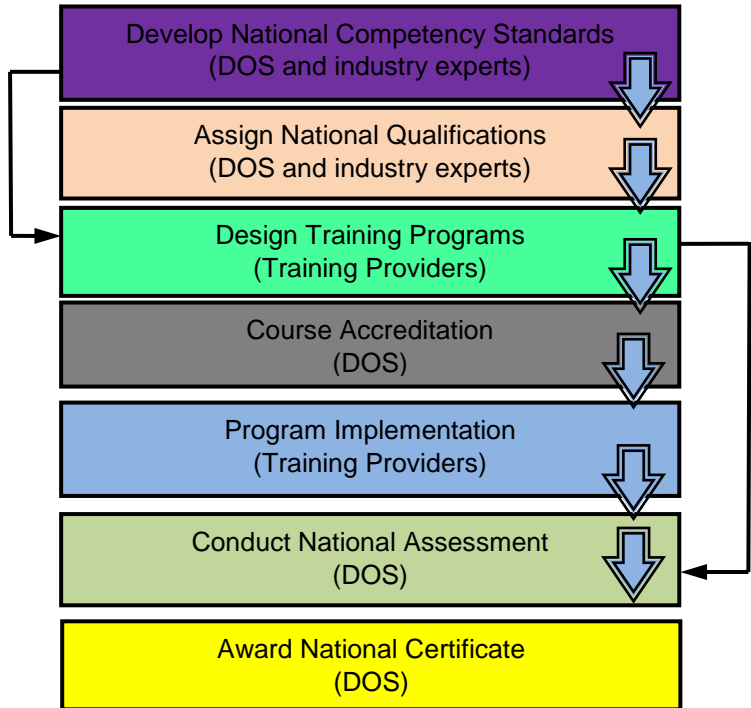 Develop National Competency Standards
(DOS and industry experts)
Assign National Qualifications
(DOS and industry experts)
Design Training Programs
(Training Providers)
Course Accreditation
(DOS)
Program Implementation
(Training Providers)
Conduct National Assessment
(DOS)
Award National Certificate
(DOS)